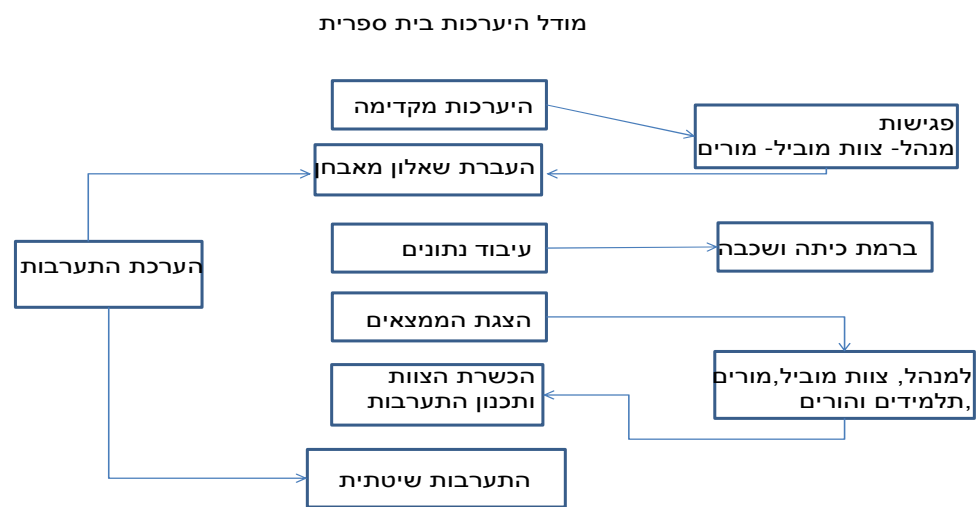 מודל היערכות בית ספרית
היערכות מקדימה
פגישות
מנהל- צוות מוביל- מורים
העברת שאלון מאבחן
עיבוד נתונים
ברמת כיתה ושכבה
הערכת התערבות
הצגת הממצאים
למנהל, צוות מוביל,מורים
,תלמידים והורים
הכשרת הצוות
ותכנון התערבות
התערבות שיטתית